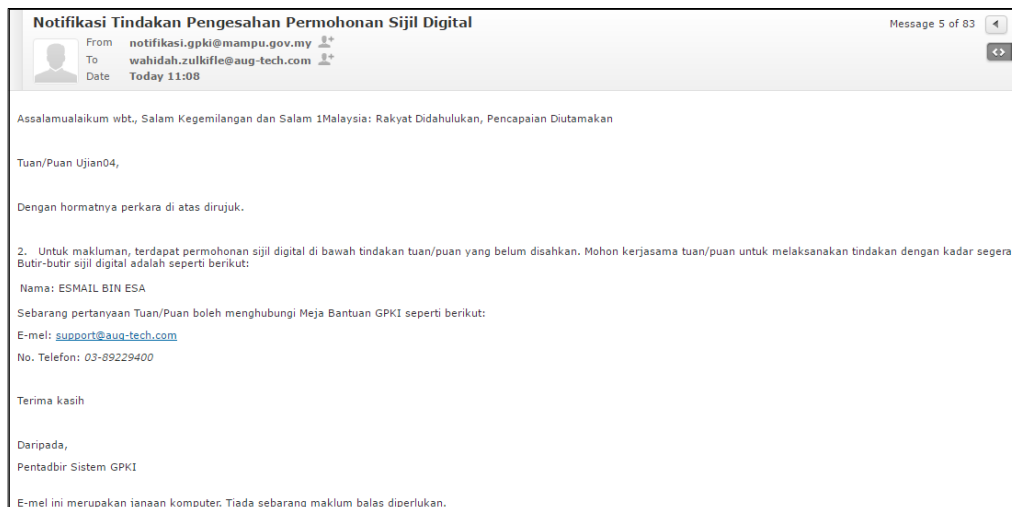 Notifikasi Tindakan Pengesahan Permohonan Sijil Digital
Message 5 of 83
From notifikasi.gpki@mampu.gov.my
To wahidah.zulkifle@aug-tech.com
Date Today 11:08
Assalamualaikum wbt., Salam Kegemilangan dan Salam 1Malaysia: Rakyat Didahulukan, Pencapaian Diutamakan
Tuan/Puan Ujian04,
Dengan hormatnya perkara di atas dirujuk.
2. Untuk makluman, terdapat permohonan sijil digital di bawah tindakan tuan/puan yang belum disahkan. Mohon kerjasama tuan/puan untuk melaksanakan tindakan dengan kadar segera
Butir-butir sijil digital adalah seperti berikut:
Nama: ESMAIL BIN ESA
Sebarang pertanyaan Tuan/Puan boleh menghubungi Meja Bantuan GPKI seperti berikut:
E-mel: support@aug-tech.com
No. Telefon: 03-89229400
Terima kasih
Daripada,
Pentadbir Sistem GPKI
E-mel ini merupakan janaan komputer. Tiada sebarang maklum balas diperlukan.